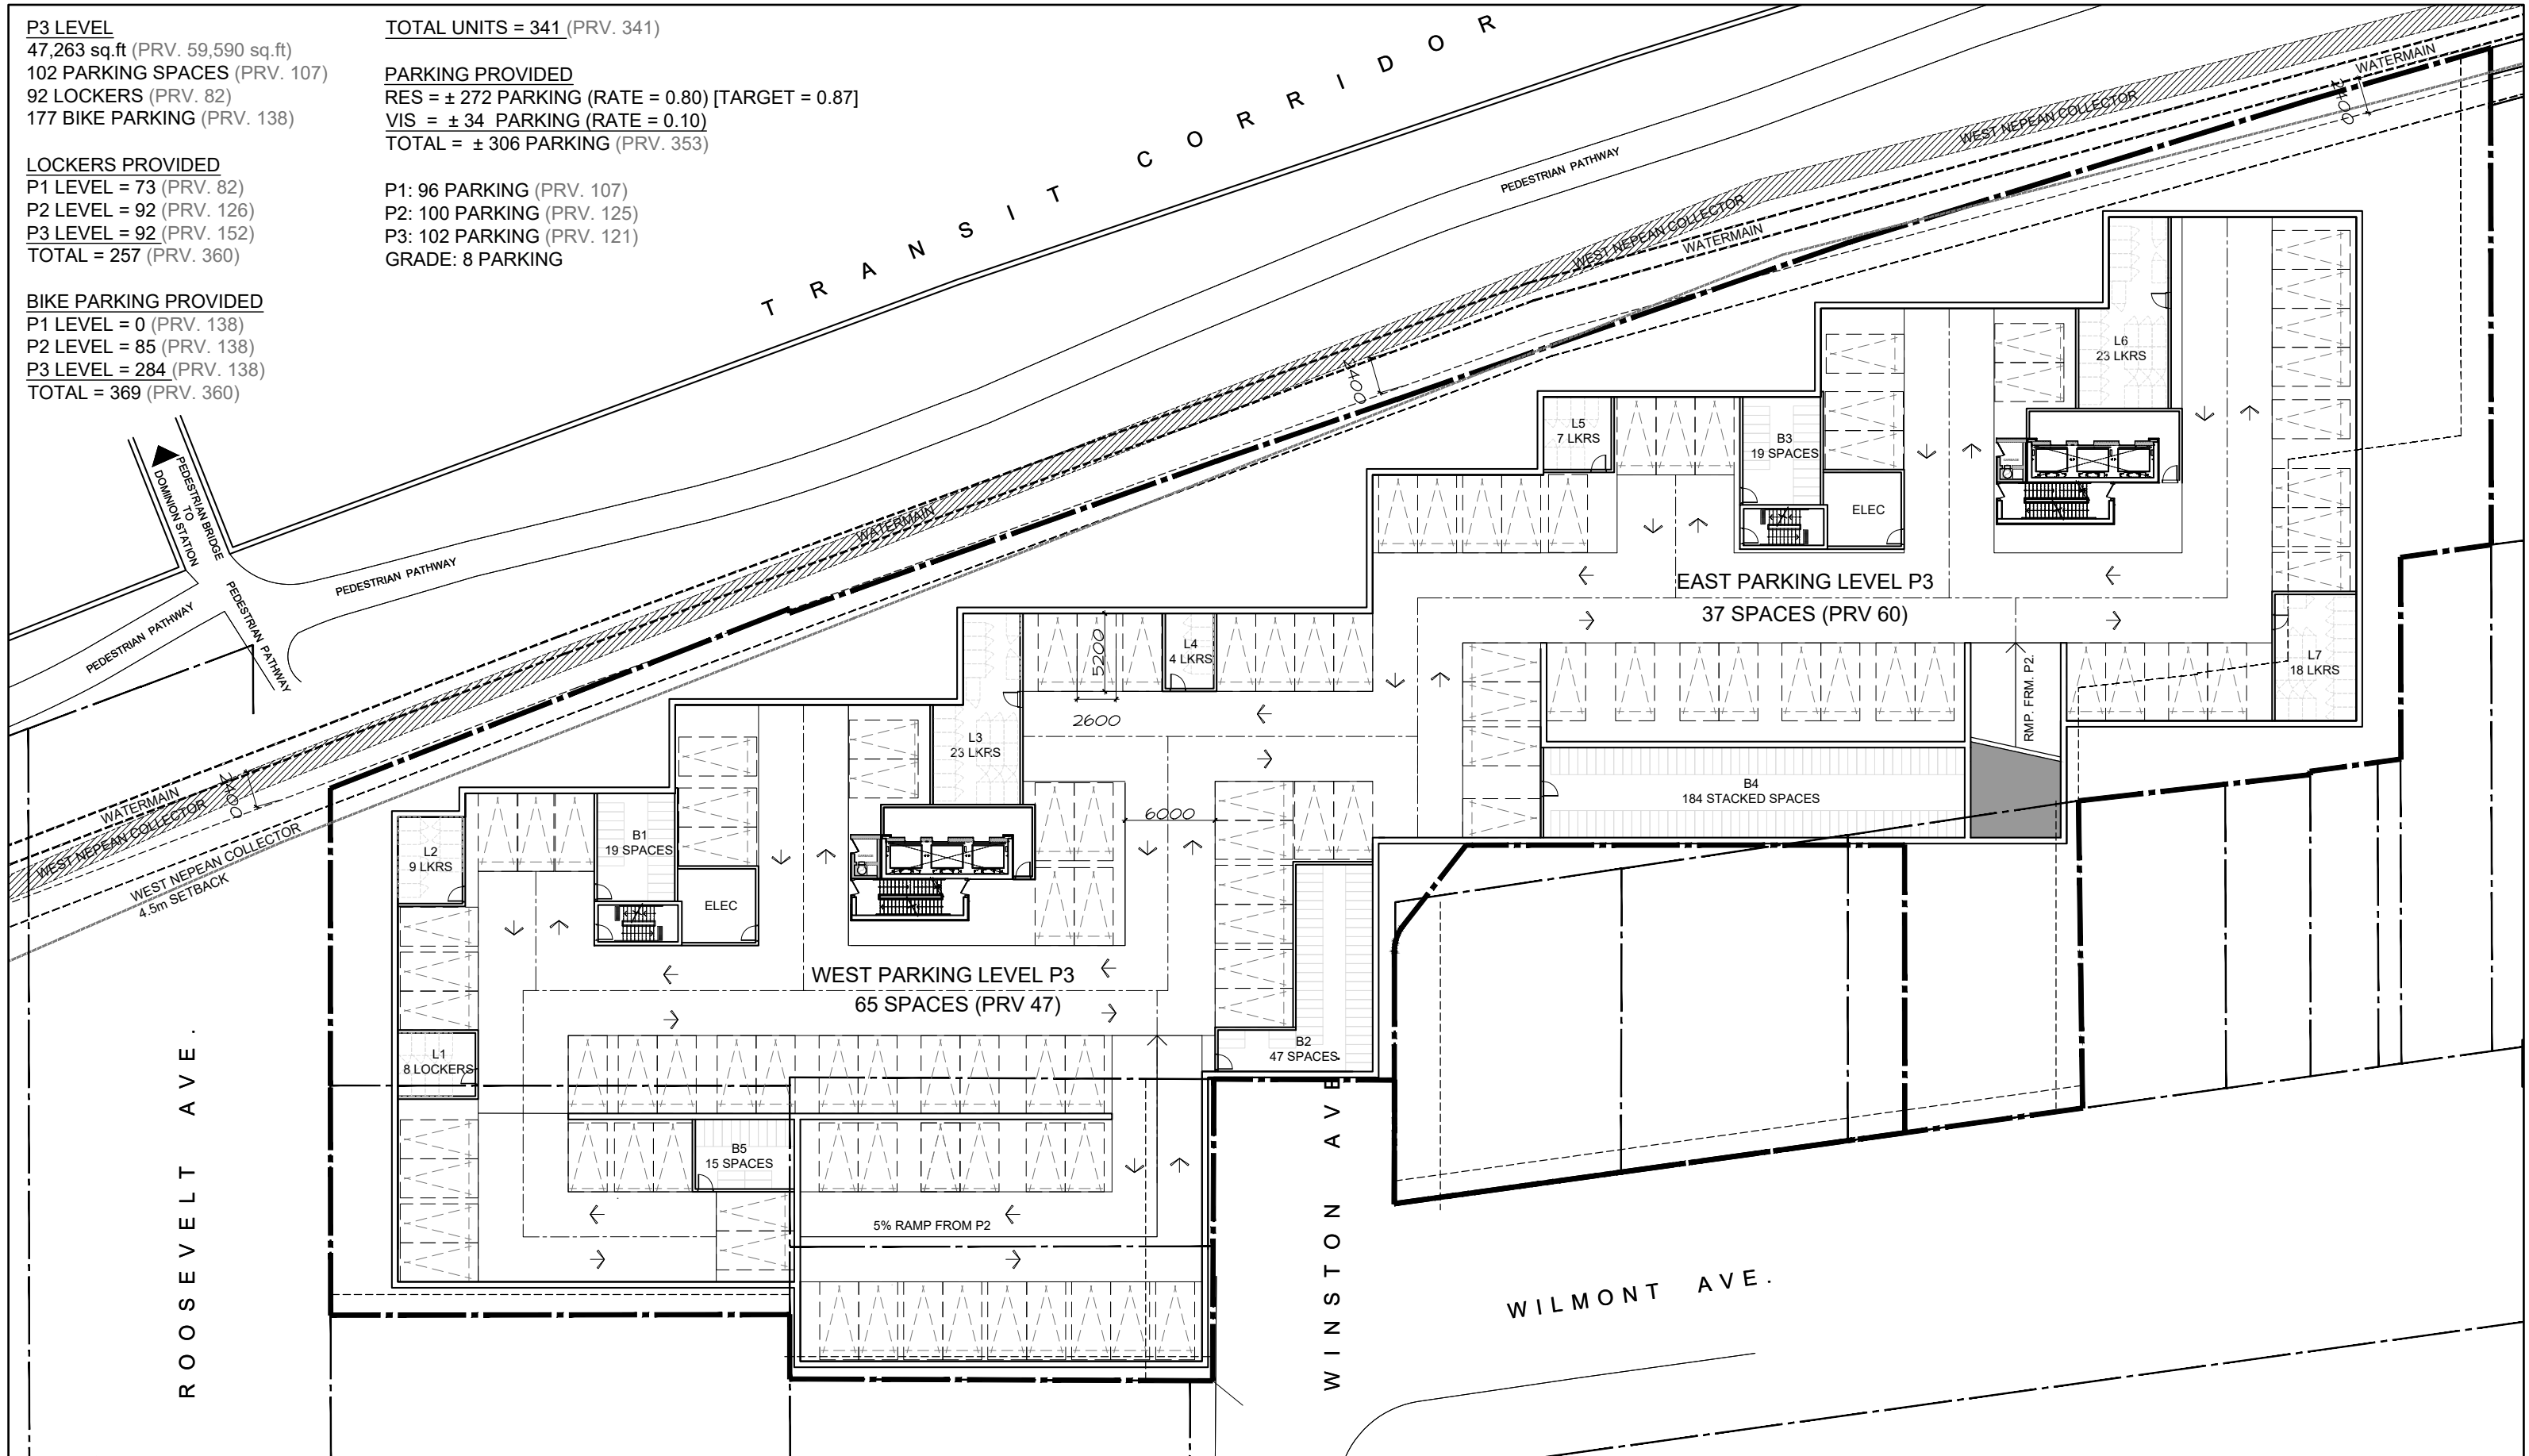 P3 LEVEL
47,263 sq.ft (PRV. 59,590 sq.ft)
102 PARKING SPACES (PRV. 107)
92 LOCKERS (PRV. 82)
177 BIKE PARKING (PRV. 138)
LOCKERS PROVIDED
P1 LEVEL = 73 (PRV. 82)
P2 LEVEL = 92 (PRV. 126)
P3 LEVEL = 92 (PRV. 152)
TOTAL = 257 (PRV. 360)
BIKE PARKING PROVIDED
P1 LEVEL = 0 (PRV. 138)
P2 LEVEL = 85 (PRV. 138)
P3 LEVEL = 284 (PRV. 138)
TOTAL = 369 (PRV. 360)
TOTAL UNITS = 341 (PRV. 341)
PARKING PROVIDED
RES = ± 272 PARKING (RATE = 0.80) [TARGET = 0.87]
VIS = ± 34 PARKING (RATE = 0.10)
TOTAL = ± 306 PARKING (PRV. 353)
P1: 96 PARKING (PRV. 107)
P2: 100 PARKING (PRV. 125)
P3: 102 PARKING (PRV. 121)
GRADE: 8 PARKING
TRANSIT CORRIDOR
WATERMAIN
2400
WEST NEPEAN COLLECTOR
PEDESTRIAN PATHWAY
WEST NEPEAN COLLECTOR
WATERMAIN
2400
L6
23 LKRS
L5
7 LKRS
B3
19 SPACES
ELEC
PEDESTRIAN BRIDGE
TO
DOMINION STATION
PEDESTRIAN PATHWAY
PEDESTRIAN PATHWAY
PEDESTRIAN PATHWAY
WATERMAIN
EAST PARKING LEVEL P3
37 SPACES (PRV 60)
L4
4 LKRS
5200
2600
L7
18 LKRS
RMP. FRM. P2.
L3
23 LKRS
B4
184 STACKED SPACES
6000
2400
WATERMAIN
WEST NEPEAN COLLECTOR
WEST NEPEAN COLLECTOR
4.5m SETBACK
L2
9 LKRS
B1
19 SPACES
ELEC
WEST PARKING LEVEL P3
65 SPACES (PRV 47)
L1
8 LOCKERS
B2
47 SPACES
B5
15 SPACES
5% RAMP FROM P2
ROOSEVELT AVE.
WINSTON AVE
WILMONT AVE.